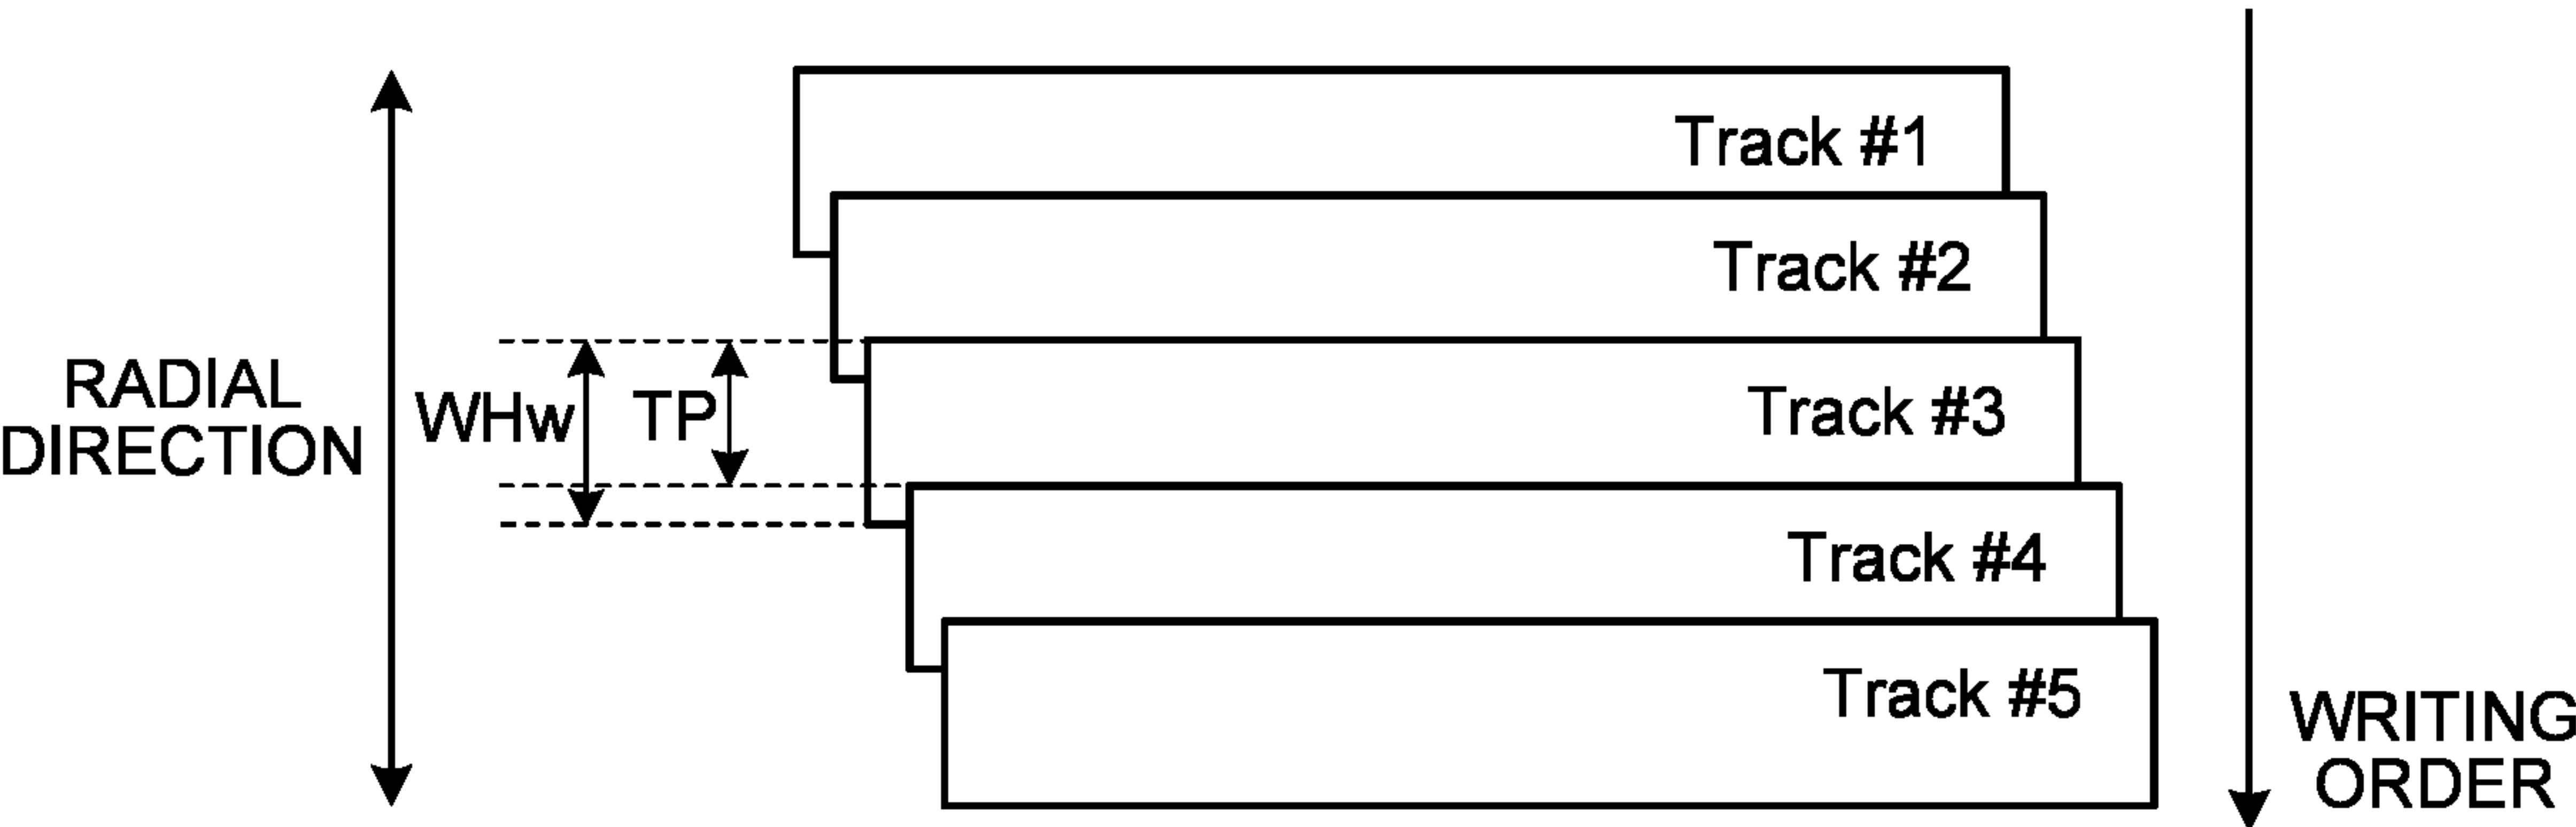 Track #1
Track #2
RADIAL
DIRECTION
WHw
TP
Track #3
Track #4
Track #5
WRITING
ORDER